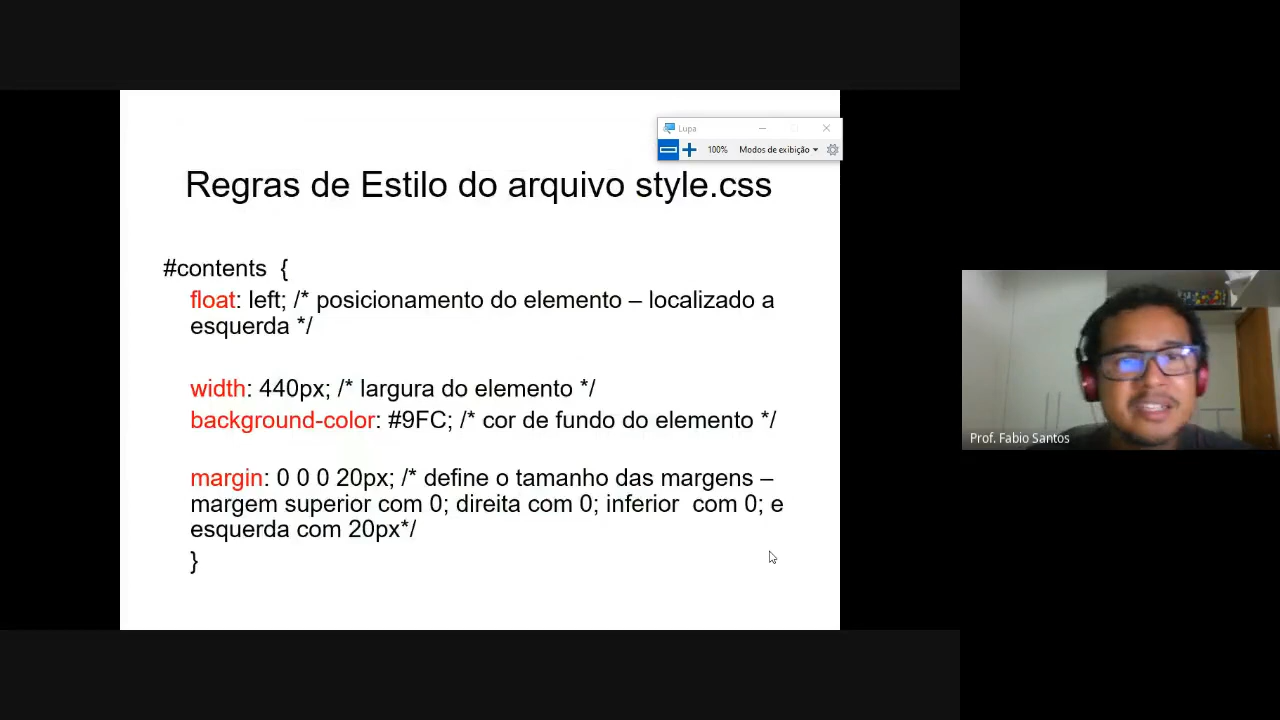 Lupa
100% Modos de exibição
Regras de Estilo do arquivo style.css
#contents {
float: left; /* posicionamento do elemento – localizado a
esquerda */
width: 440px; /* largura do elemento */
background-color: #9FC; /* cor de fundo do elemento */
margin: 0 0 0 20px; /* define o tamanho das margens –
margem superior com 0; direita com 0; inferior com 0; e
esquerda com 20px*/
}
Prof. Fabio Santos